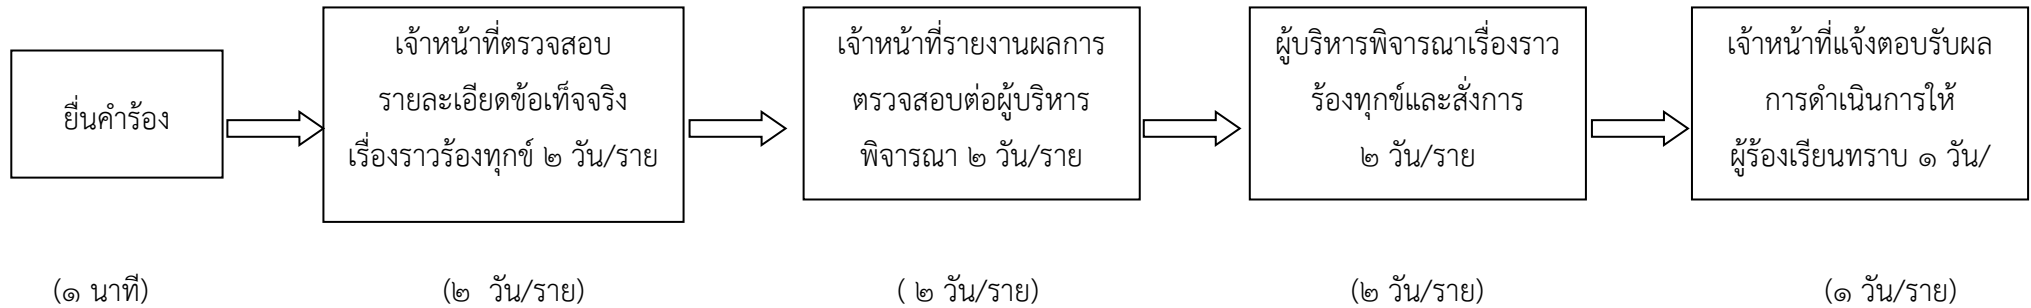 ยื่นคำร้อง
เจ้าหน้าที่ตรวจสอบ
รายละเอียดข้อเท็จจริง
เรื่องราวร้องทุกข์ ๒ วัน/ราย
เจ้าหน้าที่รายงานผลการ
ตรวจสอบต่อผู้บริหาร
พิจารณา ๒ วัน/ราย
ผู้บริหารพิจารณาเรื่องราว
ร้องทุกข์และสั่งการ
๒ วัน/ราย
เจ้าหน้าที่แจ้งตอบรับผล
การดำเนินการให้
ผู้ร้องเรียนทราบ ๑ วัน/
(๑ นาที)
(๒ วัน/ราย)
( ๒ วัน/ราย)
(๒ วัน/ราย)
(๑ วัน/ราย)